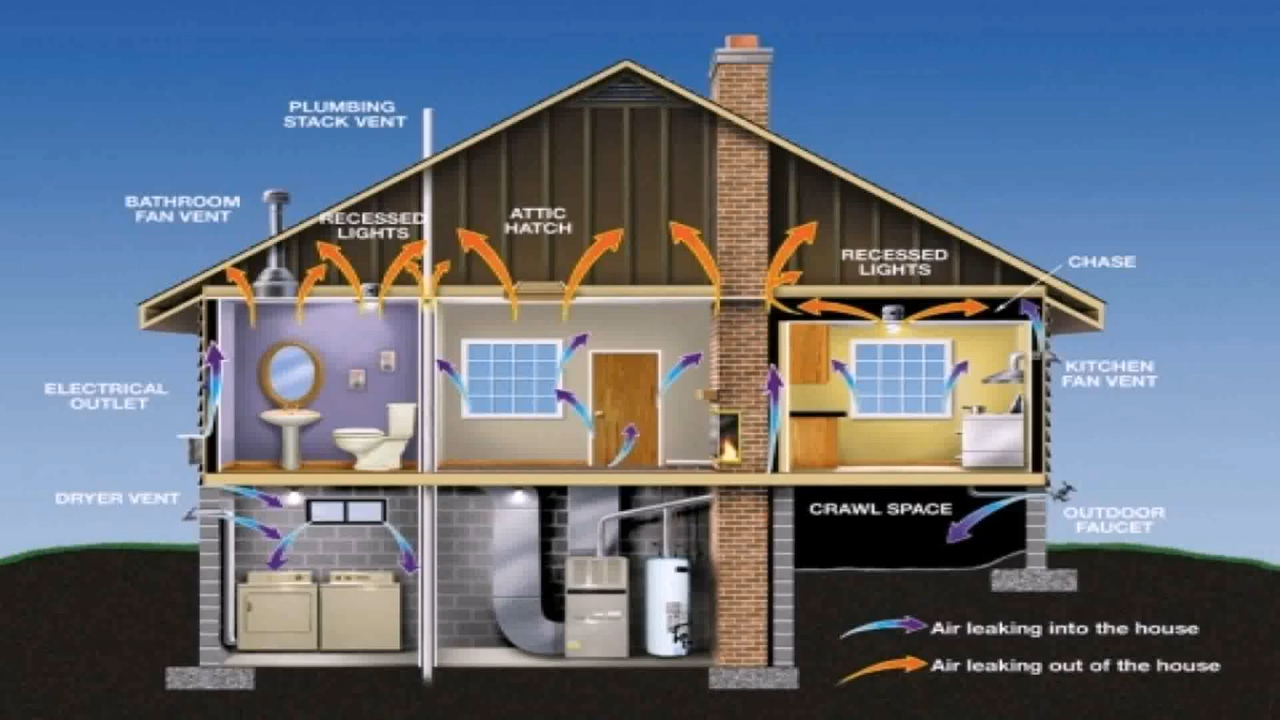 PLUMBING
STACK VENT
BATHROOM
FAN VENT
RECESSED
LIGHTS
ATTIC
HATCH
RECESSED
LIGHTS
CHASE
ELECTRICAL
OUTLET
KITCHEN
FAN VENT
DRYER VENT
CRAWL SPACE
OUTDOOR
FAUCET
Air leaking into the house
Air leaking out of the house